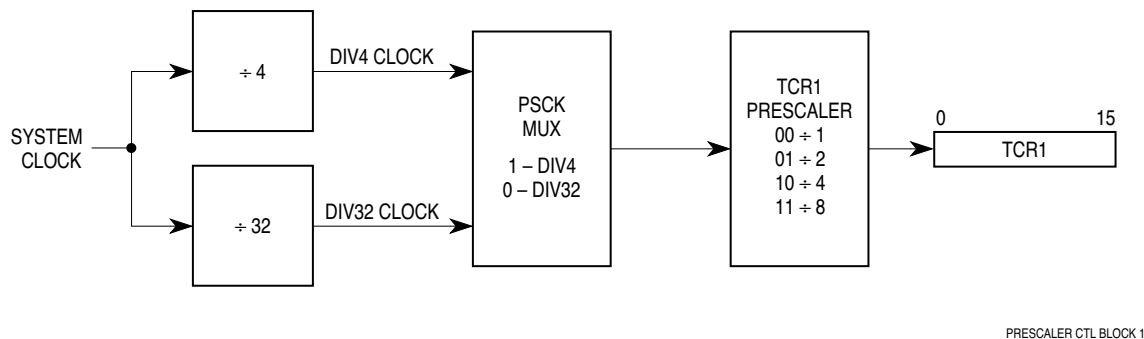 SYSTEM
CLOCK
÷ 4
DIV4 CLOCK
÷ 32
DIV32 CLOCK
PSCK
MUX
1 – DIV4
0 – DIV32
TCR1
PRESCALER
00 ÷ 1
01 ÷ 2
10 ÷ 4
11 ÷ 8
0 15
TCR1
PRESCALER CTL BLOCK 1